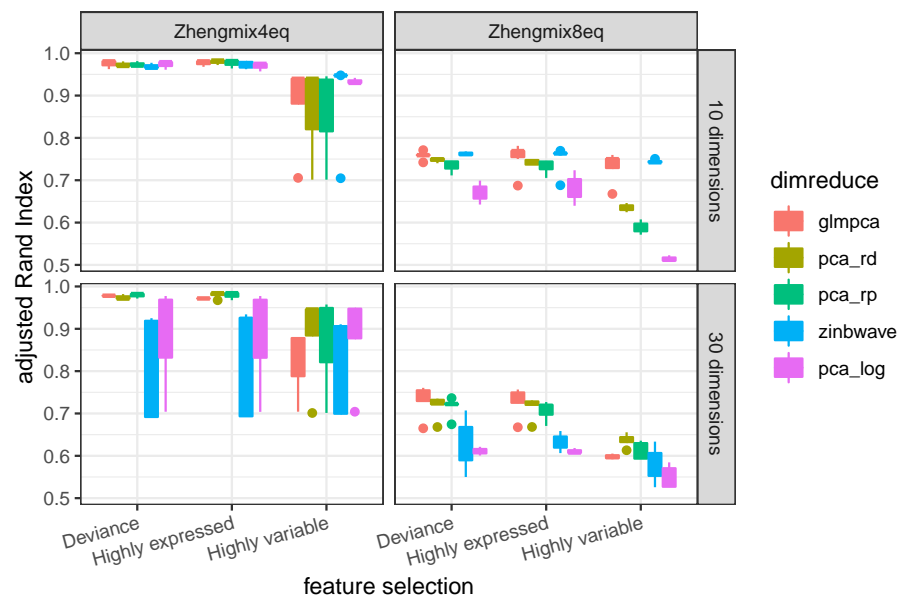 Zhengmix4eq
Zhengmix8eq
adjusted Rand Index
1.0
0.9
0.8
0.7
0.6
0.5
1.0
0.9
0.8
0.7
0.6
0.5
10 dimensions
30 dimensions
Deviance
Highly expressed
Highly variable
Deviance
Highly expressed
Highly variable
feature selection
dimreduce
glmpca
pca_rd
pca_rp
zinbwave
pca_log